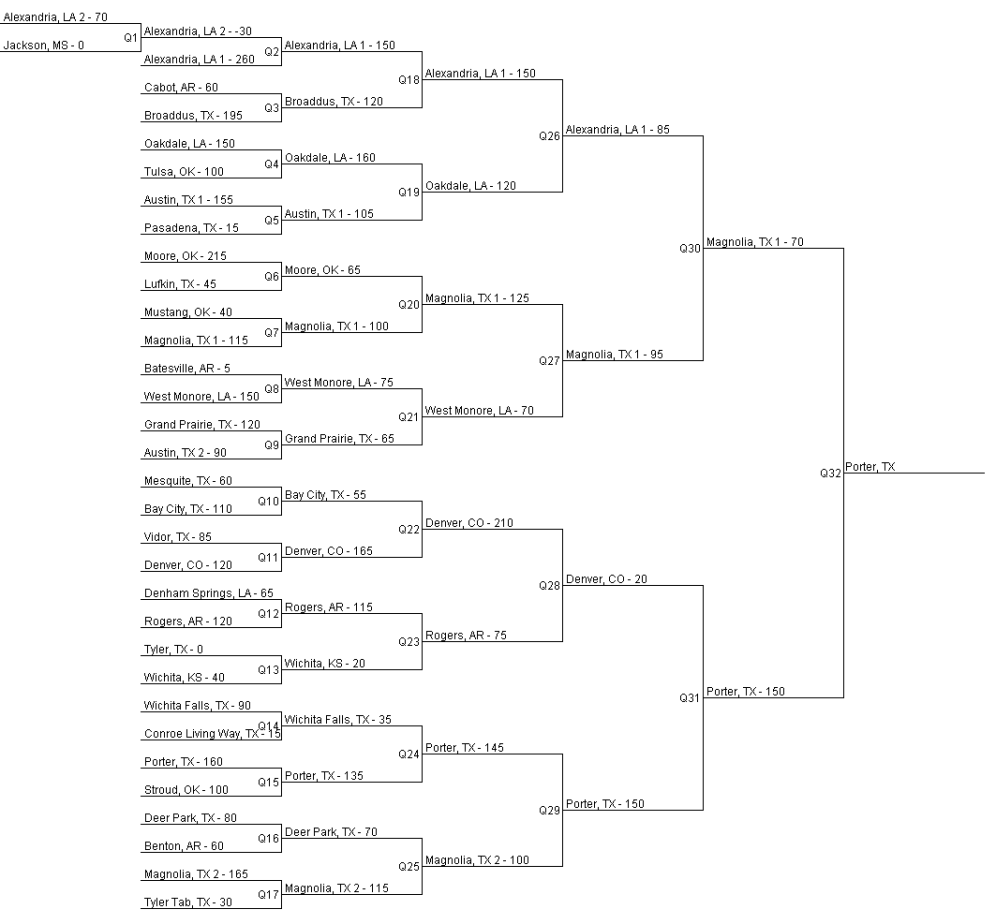 Alexandria, LA 2 - 70
Jackson, MS - 0
Q1
Alexandria, LA 2 - -30
Alexandria, LA 1 - 260
Q2
Cabot, AR - 60
Broaddus, TX - 195
Q3
Oakdale, LA - 150
Tulsa, OK - 100
Q4
Austin, TX 1 - 155
Pasadena, TX - 15
Q5
Moore, OK - 215
Lufkin, TX - 45
Q6
Mustang, OK - 40
Magnolia, TX 1 - 115
Q7
Batesville, AR - 5
West Monore, LA - 150
Q8
Grand Prairie, TX - 120
Austin, TX 2 - 90
Q9
Mesquite, TX - 60
Bay City, TX - 110
Q10
Vidor, TX - 85
Denver, CO - 120
Q11
Denham Springs, LA - 65
Rogers, AR - 120
Q12
Tyler, TX - 0
Wichita, KS - 40
Q13
Wichita Falls, TX - 90
Conroe Living Way, TX - 15
Q14
Porter, TX - 160
Stroud, OK - 100
Q15
Deer Park, TX - 80
Benton, AR - 60
Q16
Magnolia, TX 2 - 165
Tyler Tab, TX - 30
Q17
Alexandria, LA 1 - 150
Broaddus, TX - 120
Q18
Oakdale, LA - 160
Austin, TX 1 - 105
Q19
Moore, OK - 65
Magnolia, TX 1 - 100
Q20
West Monore, LA - 75
Grand Prairie, TX - 65
Q21
Bay City, TX - 55
Denver, CO - 165
Q22
Rogers, AR - 115
Wichita, KS - 20
Q23
Wichita Falls, TX - 35
Porter, TX - 135
Q24
Deer Park, TX - 70
Magnolia, TX 2 - 115
Q25
Alexandria, LA 1 - 150
Oakdale, LA - 120
Q26
Magnolia, TX 1 - 125
West Monore, LA - 70
Q27
Denver, CO - 210
Rogers, AR - 75
Q28
Porter, TX - 145
Magnolia, TX 2 - 100
Q29
Alexandria, LA 1 - 85
Magnolia, TX 1 - 95
Q30
Denver, CO - 20
Porter, TX - 150
Q31
Magnolia, TX 1 - 70
Porter, TX - 150
Q32
Porter, TX